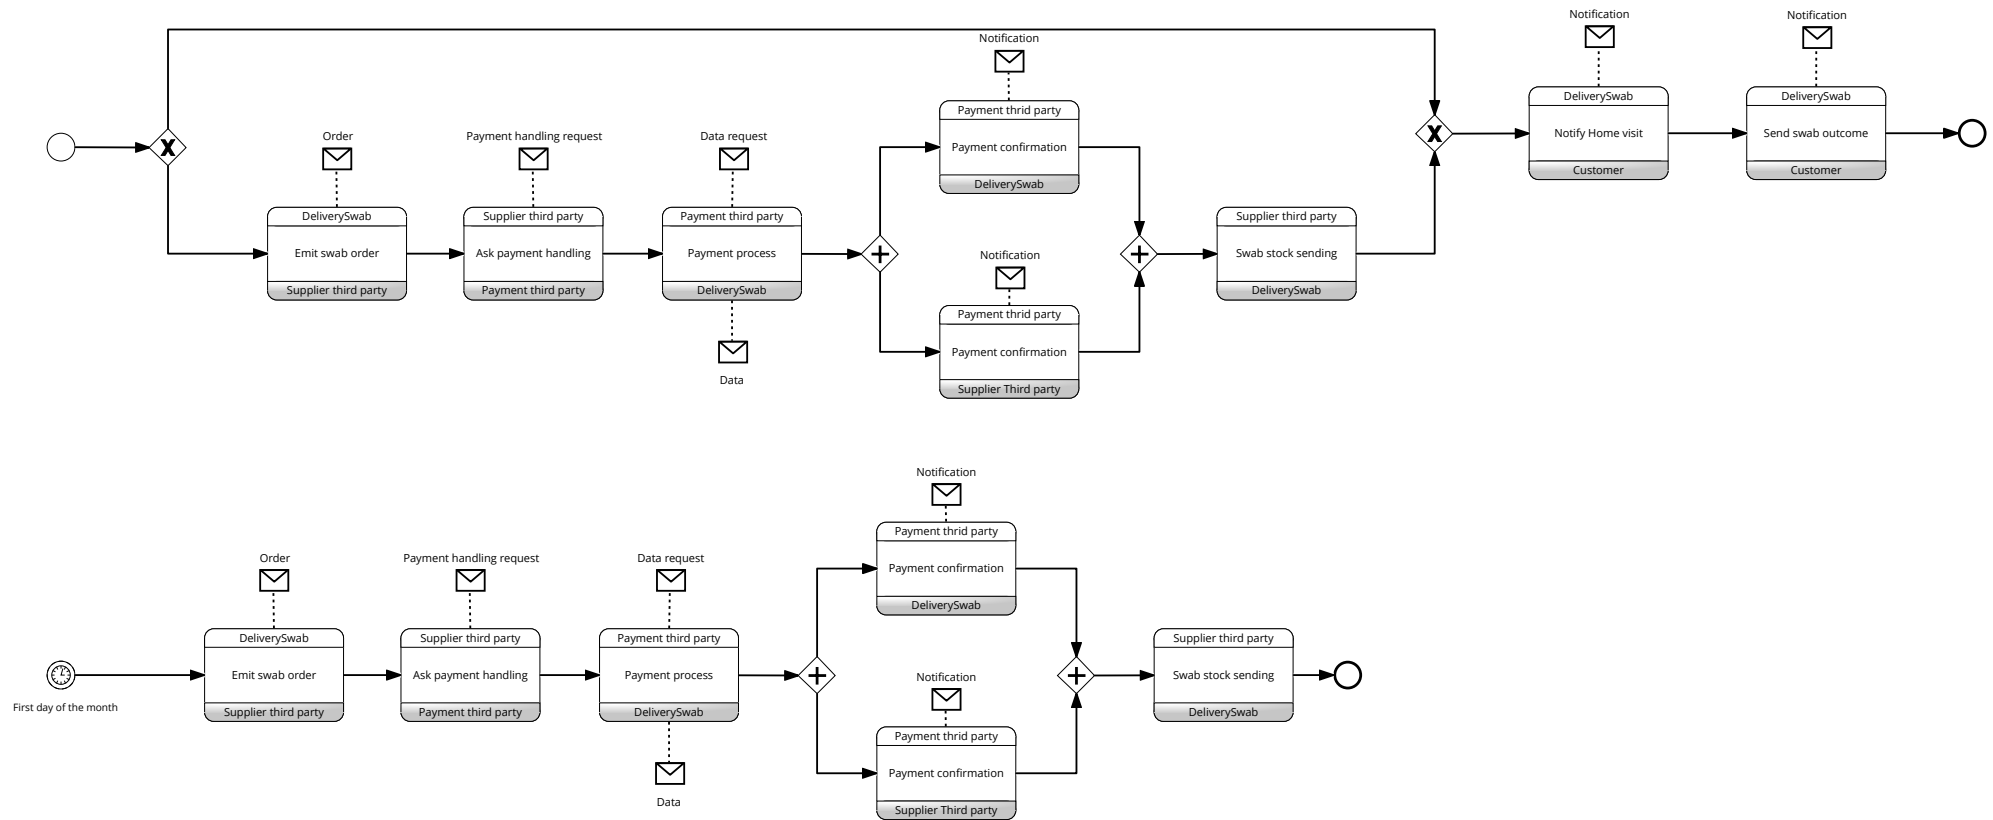 Notification
Notification
Notification
DeliverySwab
Notify Home visit
Customer
DeliverySwab
Send swab outcome
Customer
Payment thrid party
Payment confirmation
DeliverySwab
Order
Payment handling request
Data request
DeliverySwab
Emit swab order
Supplier third party
Supplier third party
Ask payment handling
Payment third party
Payment third party
Payment process
DeliverySwab
Data
Notification
Payment thrid party
Payment confirmation
Supplier Third party
Supplier third party
Swab stock sending
DeliverySwab
Notification
Payment thrid party
Payment confirmation
DeliverySwab
Order
Payment handling request
Data request
First day of the month
DeliverySwab
Emit swab order
Supplier third party
Supplier third party
Ask payment handling
Payment third party
Payment third party
Payment process
DeliverySwab
Data
Notification
Payment thrid party
Payment confirmation
Supplier Third party
Supplier third party
Swab stock sending
DeliverySwab